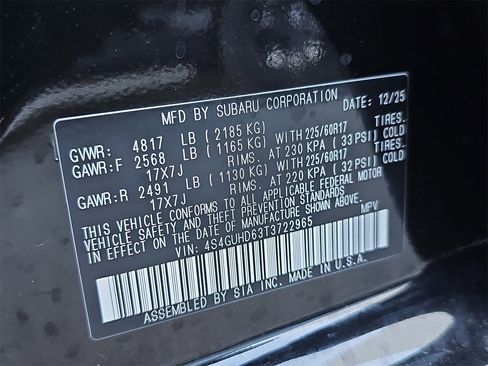 MFD BY SUBARU CORPORATION DATE: 12/25
GVWR: 4817 LB (2185 KG)
GAWR:F 2568 LB (1165 KG) WITH 225/60R17 TIRES.
17X7J RIMS. AT 230 KPA (33 PSI) COLD
GAWR:R 2491 LB (1130 KG) WITH 225/60R17 TIRES.
17X7J RIMS. AT 220 KPA (32 PSI) COLD
THIS VEHICLE CONFORMS TO ALL APPLICABLE FEDERAL MOTOR
VEHICLE SAFETY AND THEFT PREVENTION STANDARDS
IN EFFECT ON THE DATE OF MANUFACTURE SHOWN ABOVE.
VIN: 4S4GUHD63T3722965 MPV
ASSEMBLED BY SIA INC. MADE IN U.S.A.